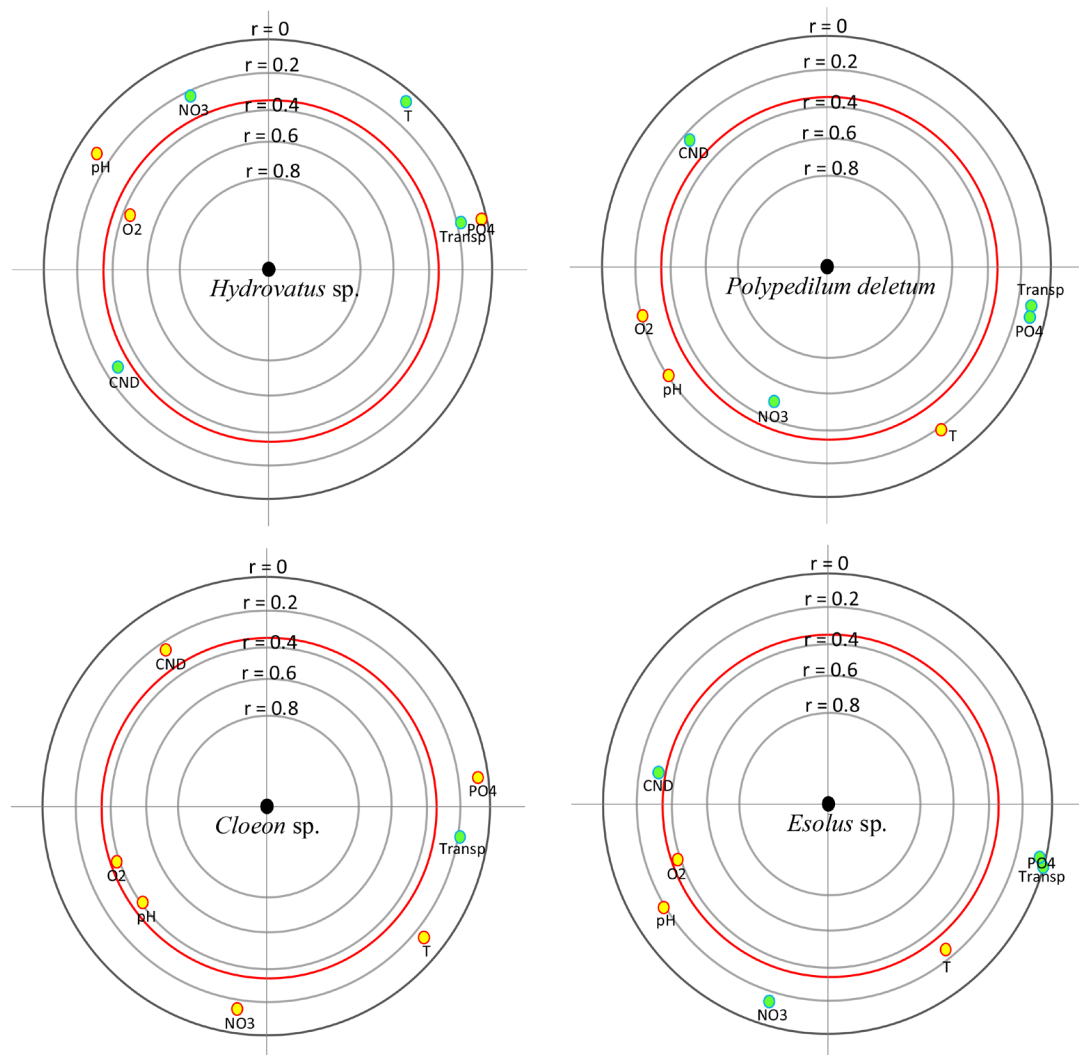 r = 0
r = 0.2
r = 0.4
r = 0.6
r = 0.8
NO3
T
pH
O2
Transp
PO4
Hydrovatus sp.
CND
r = 0
r = 0.2
r = 0.4
r = 0.6
r = 0.8
CND
Polypedilum deletum
Transp
O2
PO4
pH
NO3
T
r = 0
r = 0.2
r = 0.4
r = 0.6
r = 0.8
CND
PO4
Cloeon sp.
Transp
O2
pH
T
NO3
r = 0
r = 0.2
r = 0.4
r = 0.6
r = 0.8
CND
Esolus sp.
PO4
O2
Transp
pH
T
NO3